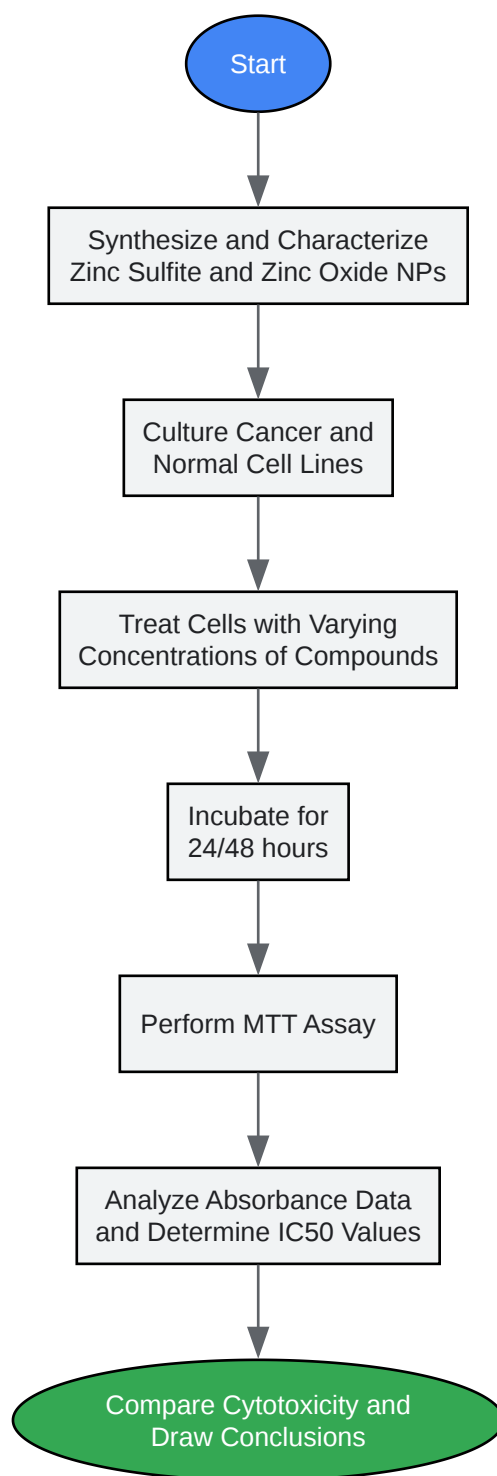 Start
Synthesize and Characterize
Zinc Sulfite and Zinc Oxide NPs
Culture Cancer and
Normal Cell Lines
Treat Cells with Varying
Concentrations of Compounds
Incubate for
24/48 hours
Perform MTT Assay
Analyze Absorbance Data
and Determine IC50 Values
Compare Cytotoxicity and
Draw Conclusions